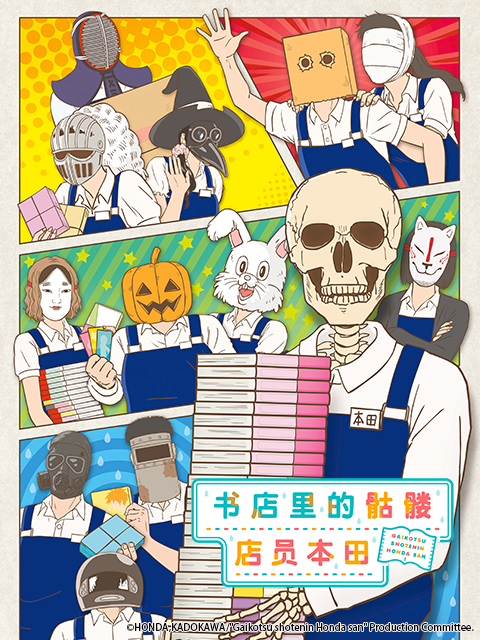 本田
书店里的骷髅
店员本田
GAIKOTSU
SHOTENIN
HONDA SAN
©HONDA,KADOKAWA/"Gaikotsu shotenin Honda san" Production Committee.